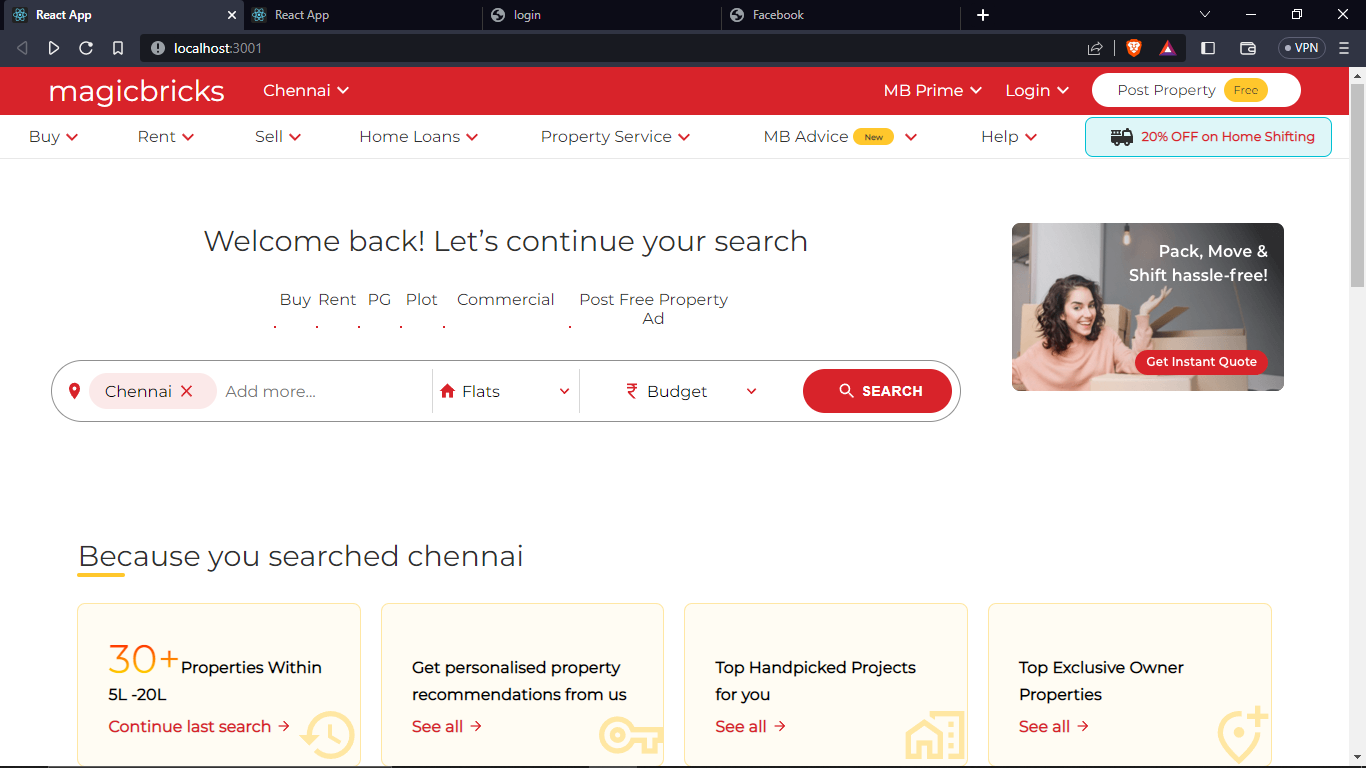 React App
React App
login
Facebook
localhost:3001
VPN
magicbricks
Chennai
MB Prime
Login
Post Property Free
Buy
Rent
Sell
Home Loans
Property Service
MB Advice New
Help
20% OFF on Home Shifting
Welcome back! Let’s continue your search
Buy Rent PG Plot Commercial Post Free Property
Ad
Pack, Move &
Shift hassle-free!
Get Instant Quote
Chennai
Add more...
Flats
₹ Budget
SEARCH
Because you searched chennai
30+Properties Within
5L -20L
Continue last search
Get personalised property
recommendations from us
See all
Top Handpicked Projects
for you
See all
Top Exclusive Owner
Properties
See all